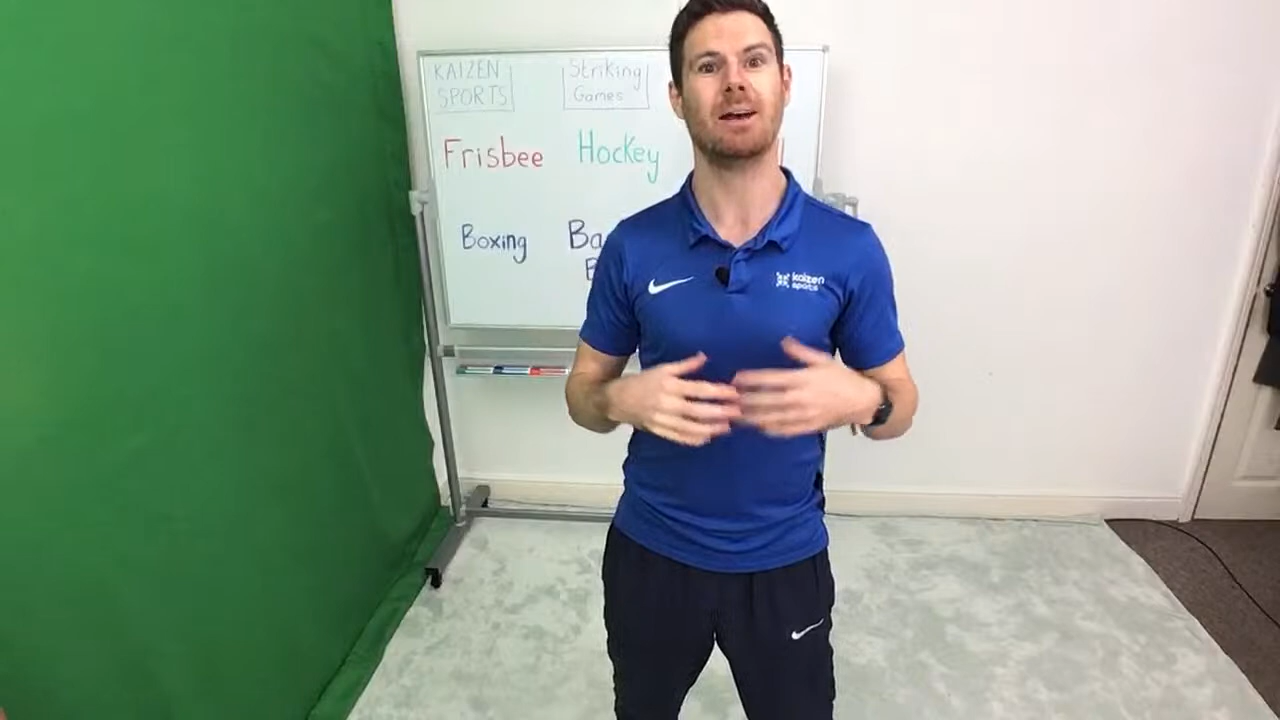 KAIZEN
SPORTS
Striking
Games
Frisbee
Hockey
Boxing
kaizen
sports